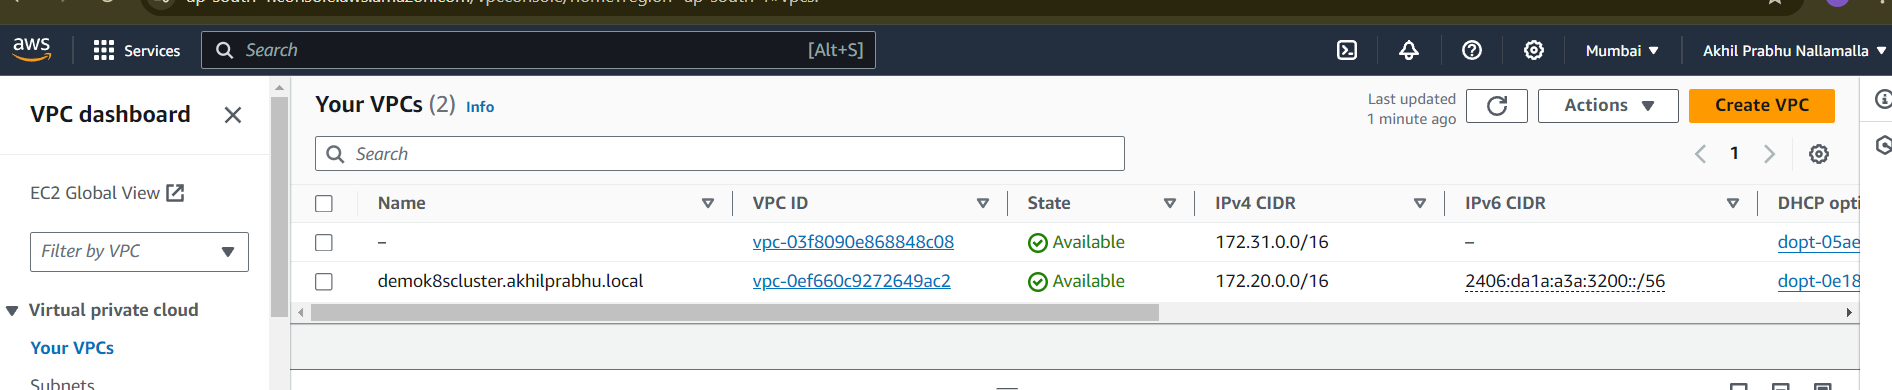 aws
Services
Search
[Alt+S]
Mumbai
Akhil Prabhu Nallamalla
VPC dashboard
EC2 Global View
Filter by VPC
Virtual private cloud
Your VPCs
Subnets
Your VPCs (2) Info
Last updated
1 minute ago
Actions
Create VPC
Search
1
Name VPC ID State IPv4 CIDR IPv6 CIDR DHCP opti
– vpc-03f8090e868848c08 Available 172.31.0.0/16 – dopt-05ae
demok8scluster.akhilprabhu.local vpc-0ef660c9272649ac2 Available 172.20.0.0/16 2406:da1a:a3a:3200::/56 dopt-0e18